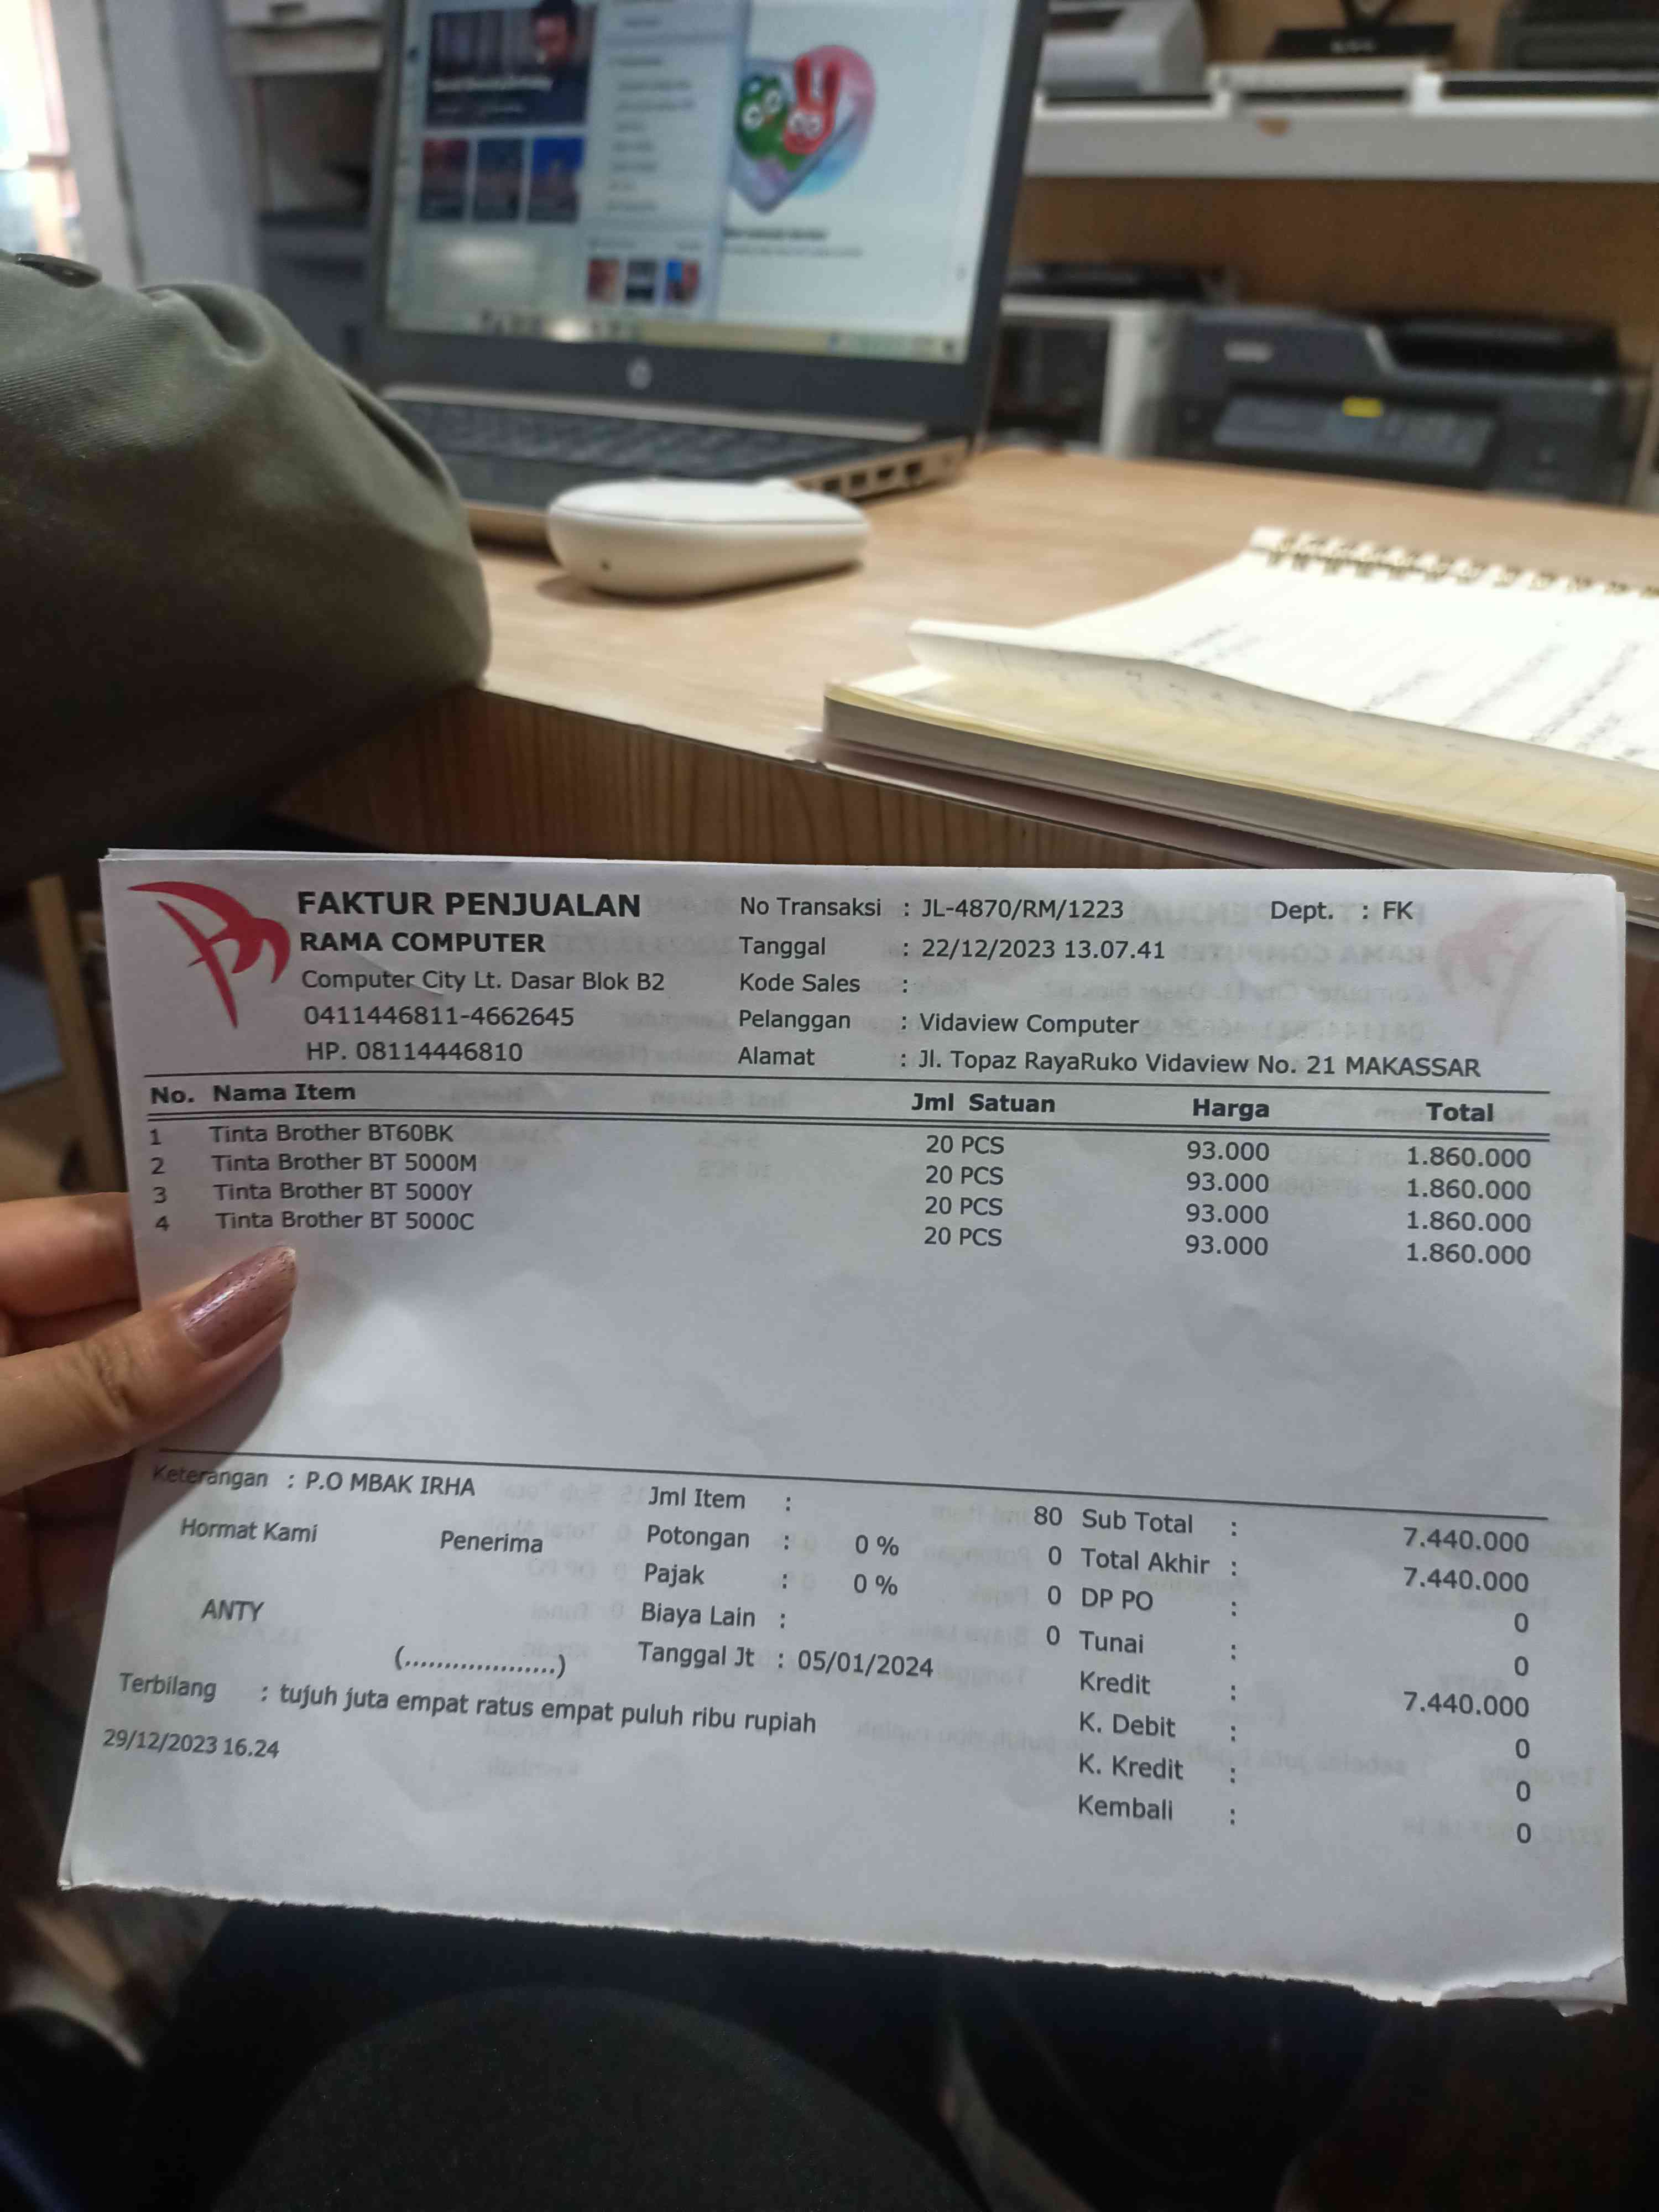 FAKTUR PENJUALAN
RAMA COMPUTER
Computer City Lt. Dasar Blok B2
0411446811-4662645
HP. 08114446810
No Transaksi : JL-4870/RM/1223
Dept. : FK
Tanggal : 22/12/2023 13.07.41
Kode Sales :
Pelanggan : Vidaview Computer
Alamat : Jl. Topaz RayaRuko Vidaview No. 21 MAKASSAR
No. Nama Item Jml Satuan Harga Total
1 Tinta Brother BT60BK 20 PCS 93.000 1.860.000
2 Tinta Brother BT 5000M 20 PCS 93.000 1.860.000
3 Tinta Brother BT 5000Y 20 PCS 93.000 1.860.000
4 Tinta Brother BT 5000C 20 PCS 93.000 1.860.000
Keterangan : P.O MBAK IRHA
Hormat Kami Penerima
ANTY
(...................)
Jml Item : 80
Potongan : 0 % 0
Pajak : 0 % 0
Biaya Lain : 0
Tanggal Jt : 05/01/2024
Sub Total : 7.440.000
Total Akhir : 7.440.000
DP PO : 0
Tunai : 0
Kredit : 7.440.000
K. Debit : 0
K. Kredit : 0
Kembali : 0
Terbilang : tujuh juta empat ratus empat puluh ribu rupiah
29/12/2023 16.24